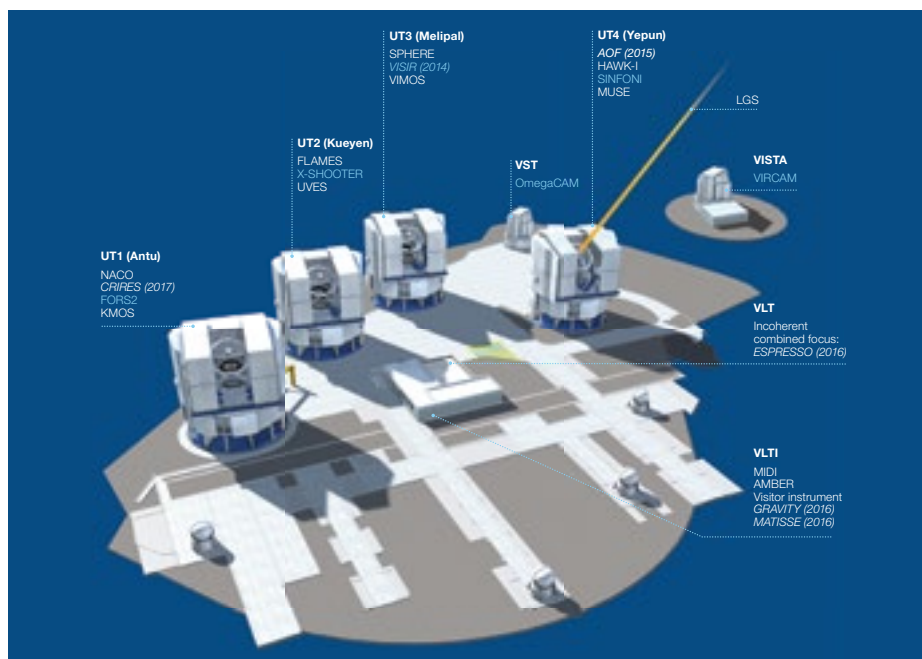 UT3 (Melipal)
SPHERE
VISIR (2014)
VIMOS
UT4 (Yepun)
AOF (2015)
HAWK-I
SINFONI
MUSE
LGS
UT2 (Kueyen)
FLAMES
X-SHOOTER
UVES
VST
OmegaCAM
VISTA
VIRCAM
UT1 (Antu)
NACO
CRIRES (2017)
FORS2
KMOS
VLT
Incoherent
combined focus:
ESPRESSO (2016)
VLTI
MIDI
AMBER
Visitor instrument
GRAVITY (2016)
MATISSE (2016)